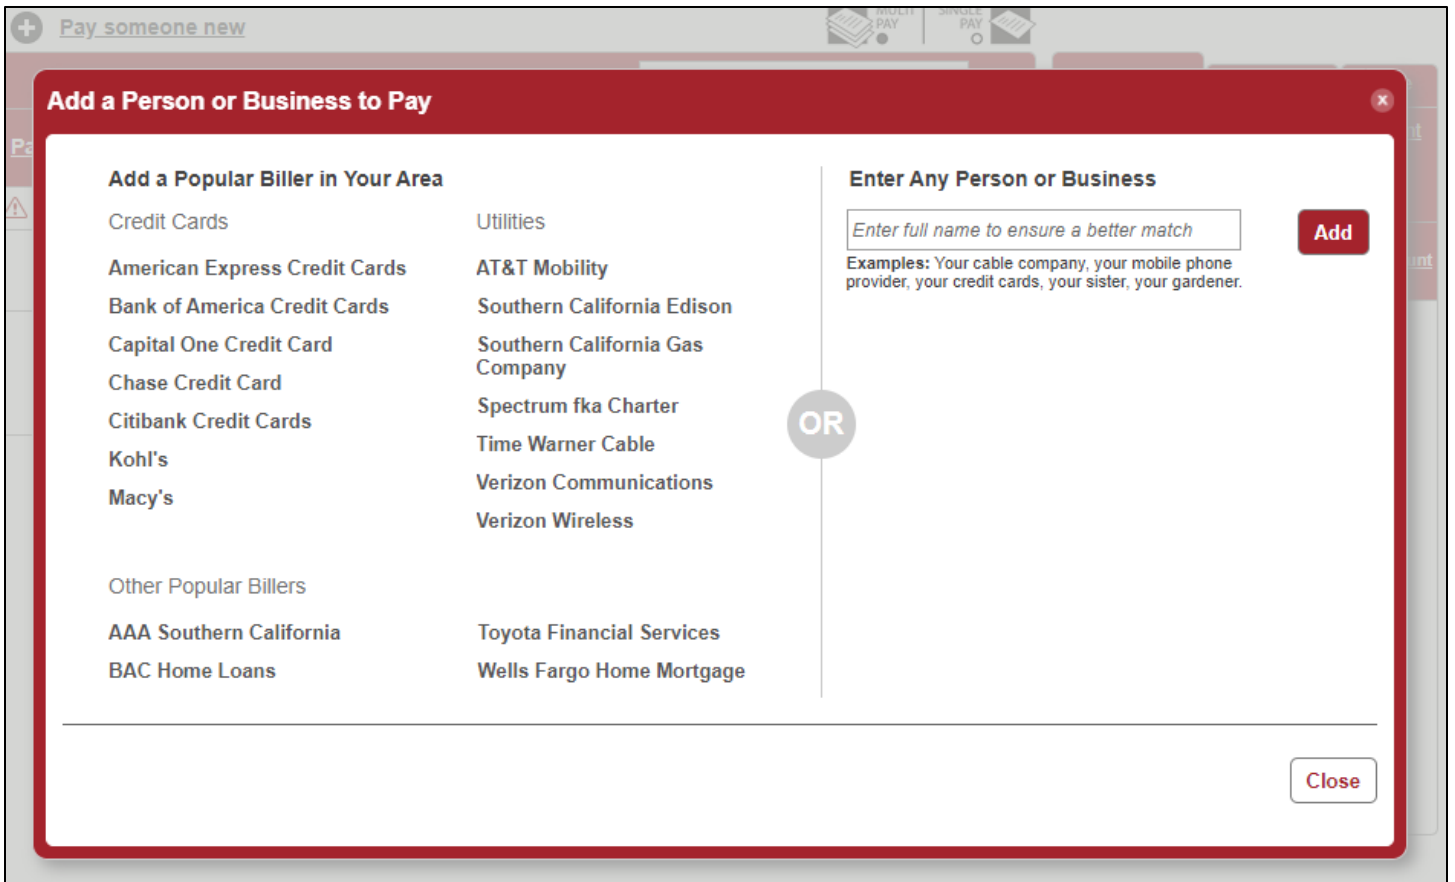 Pay someone new
MULTI
PAY
SINGLE
PAY
Add a Person or Business to Pay
x
Add a Popular Biller in Your Area
Credit Cards
American Express Credit Cards
Bank of America Credit Cards
Capital One Credit Card
Chase Credit Card
Citibank Credit Cards
Kohl's
Macy's
Utilities
AT&T Mobility
Southern California Edison
Southern California Gas
Company
Spectrum fka Charter
Time Warner Cable
Verizon Communications
Verizon Wireless
Other Popular Billers
AAA Southern California
BAC Home Loans
Toyota Financial Services
Wells Fargo Home Mortgage
OR
Enter Any Person or Business
Enter full name to ensure a better match
Add
Examples: Your cable company, your mobile phone
provider, your credit cards, your sister, your gardener.
Close